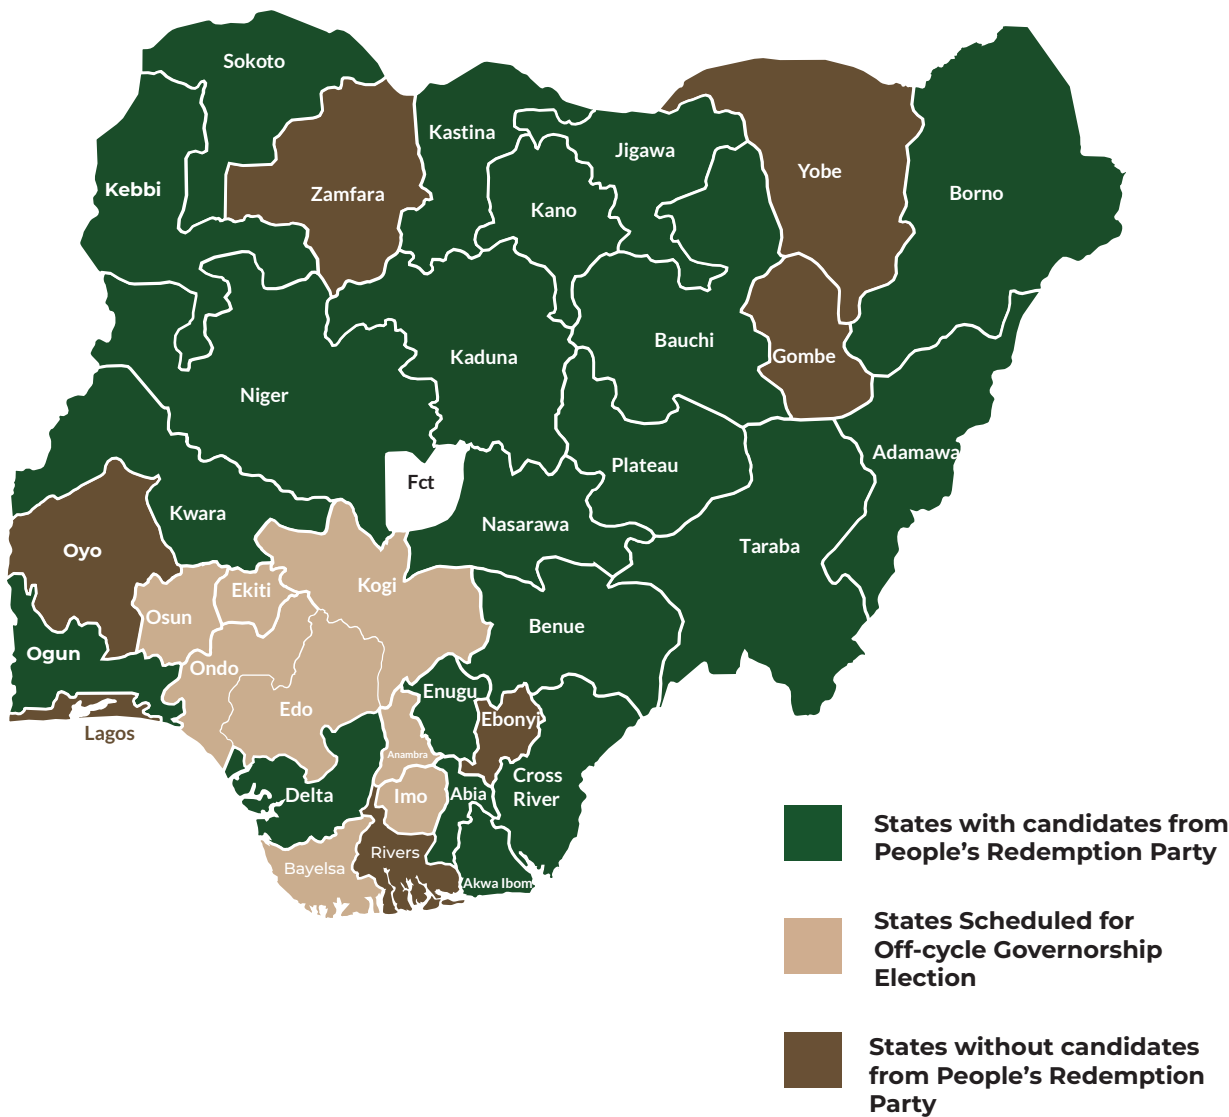 Sokoto
Kastina
Jigawa
Yobe
Kebbi
Zamfara
Borno
Kano
Bauchi
Kaduna
Gombe
Niger
Adamawa
Plateau
Fct
Kwara
Nasarawa
Oyo
Taraba
Kogi
Ekiti
Osun
Benue
Ogun
Ondo
Enugu
Edo
Ebonyi
Lagos
Anambra
Cross
River
Delta
Imo
Abia
Rivers
Bayelsa
Akwa Ibom
States with candidates from
People’s Redemption Party
States Scheduled for
Off-cycle Governorship
Election
States without candidates
from People’s Redemption
Party